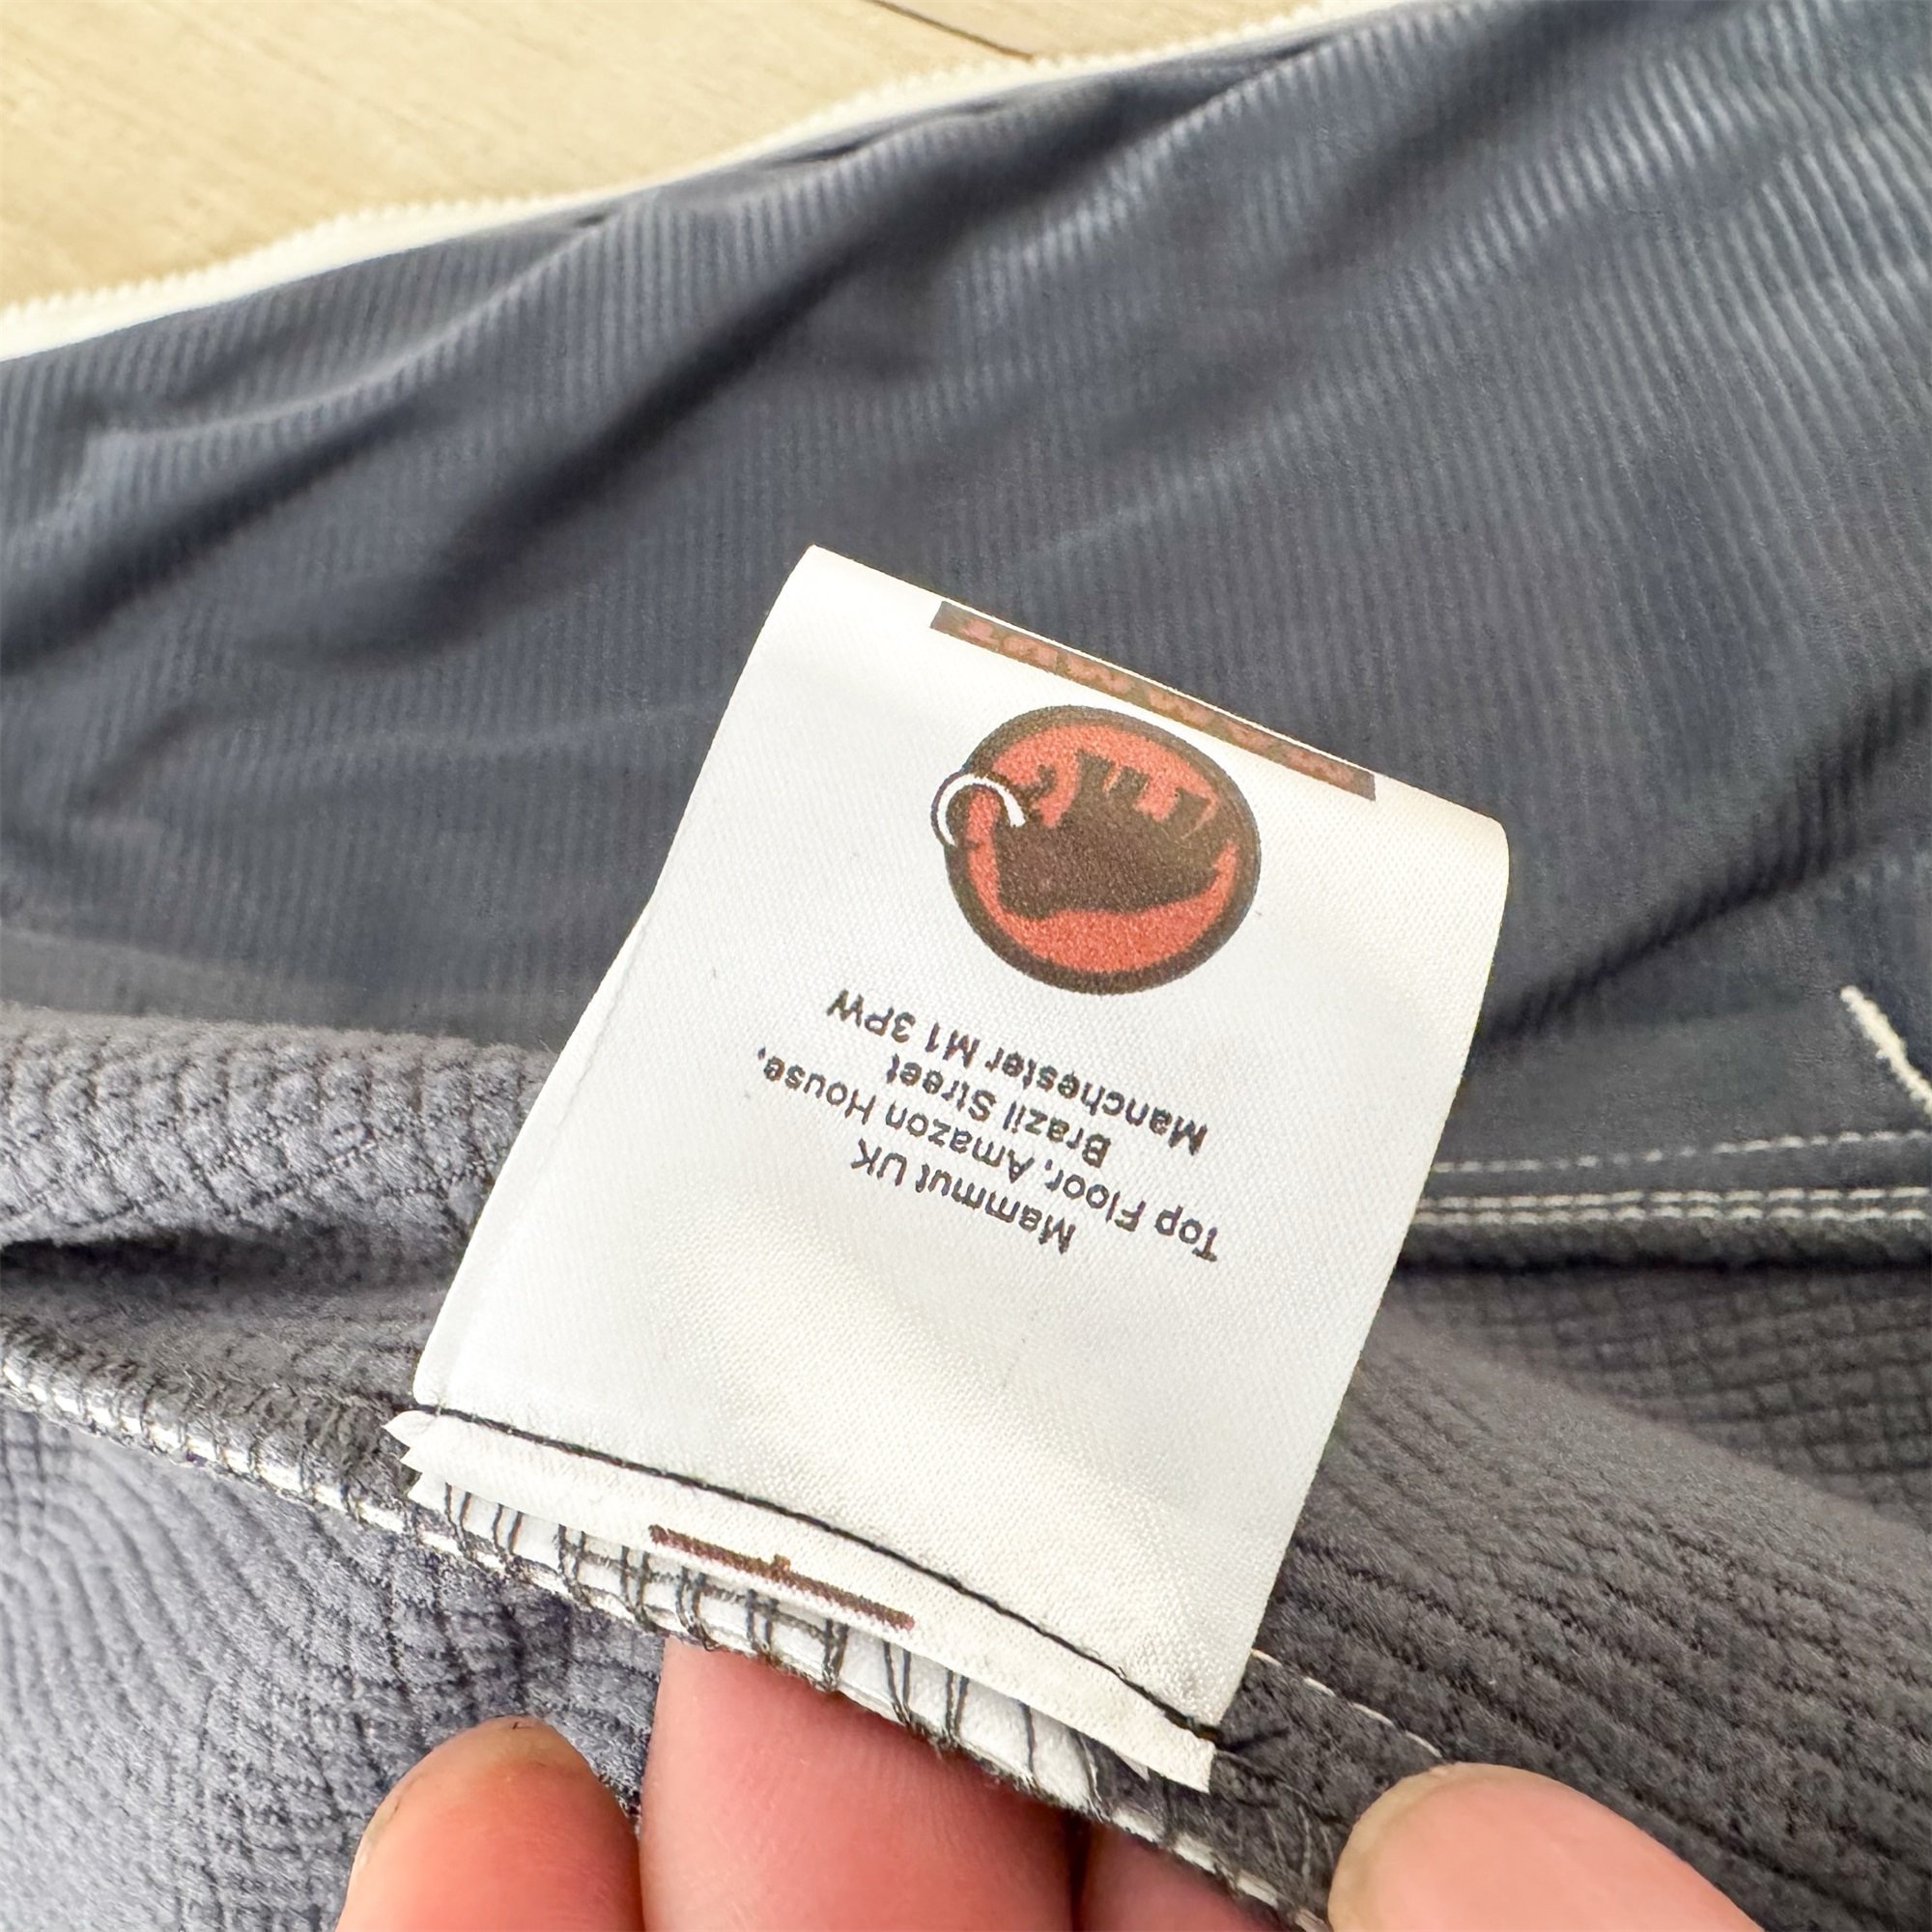 Mammut UK
Top Floor, Amazon House,
Brazil Street
Manchester M1 3PW